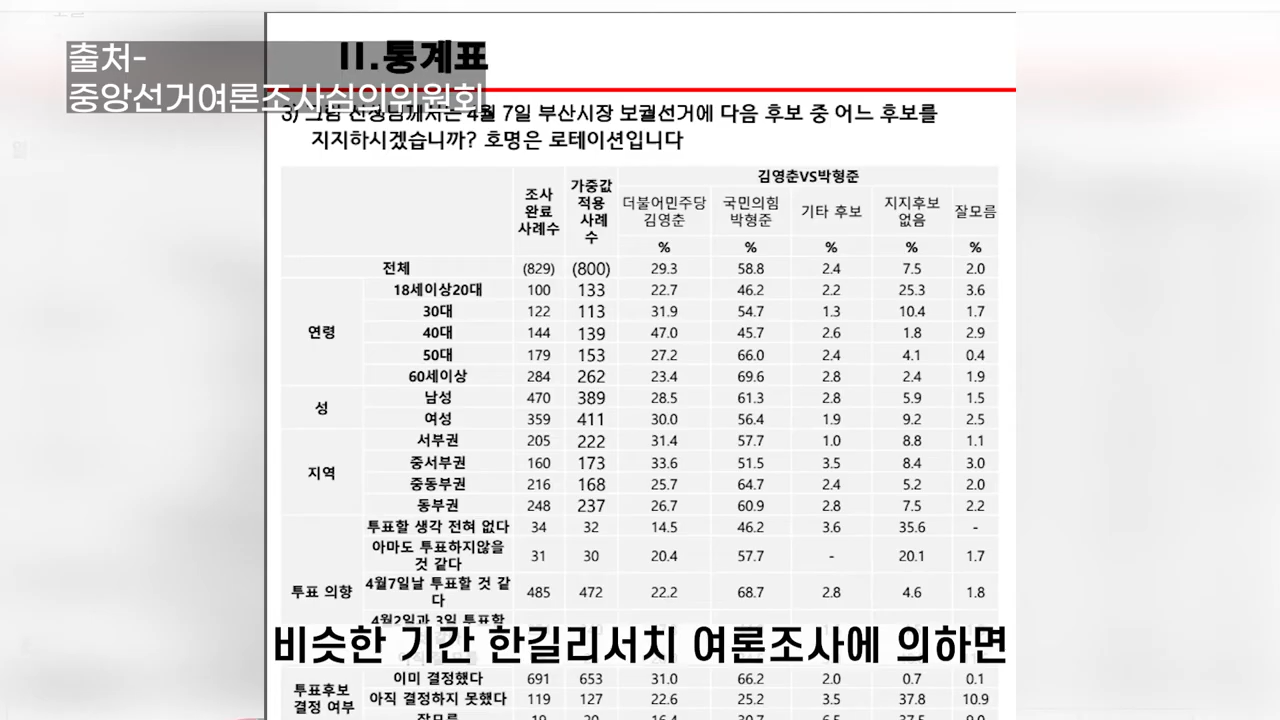 출처-
중앙선거여론조사심의위원회
II.통계표
3) 그럼 선생님께서는 4월 7일 부산시장 보궐선거에 다음 후보 중 어느 후보를
지지하시겠습니까? 호명은 로테이션입니다
조사 완료 사례수 가중값 적용 사례 수 김영춘VS박형준
더불어민주당 김영춘 국민의힘 박형준 기타 후보 지지후보 없음 잘모름
% % % % %
전체 (829) (800) 29.3 58.8 2.4 7.5 2.0
연령
18세이상20대 100 133 22.7 46.2 2.2 25.3 3.6
30대 122 113 31.9 54.7 1.3 10.4 1.7
40대 144 139 47.0 45.7 2.6 1.8 2.9
50대 179 153 27.2 66.0 2.4 4.1 0.4
60세이상 284 262 23.4 69.6 2.8 2.4 1.9
성
남성 470 389 28.5 61.3 2.8 5.9 1.5
여성 359 411 30.0 56.4 1.9 9.2 2.5
지역
서부권 205 222 31.4 57.7 1.0 8.8 1.1
중서부권 160 173 33.6 51.5 3.5 8.4 3.0
중동부권 216 168 25.7 64.7 2.4 5.2 2.0
동부권 248 237 26.7 60.9 2.8 7.5 2.2
투표 의향
투표할 생각 전혀 없다 34 32 14.5 46.2 3.6 35.6 -
아마도 투표하지않을 것 같다 31 30 20.4 57.7 - 20.1 1.7
4월7일날 투표할 것 같다 485 472 22.2 68.7 2.8 4.6 1.8
4월2일과 3일 투표할
비슷한 기간 한길리서치 여론조사에 의하면
투표후보 결정 여부
이미 결정했다 691 653 31.0 66.2 2.0 0.7 0.1
아직 결정하지 못했다 119 127 22.6 25.2 3.5 37.8 10.9
잘모름